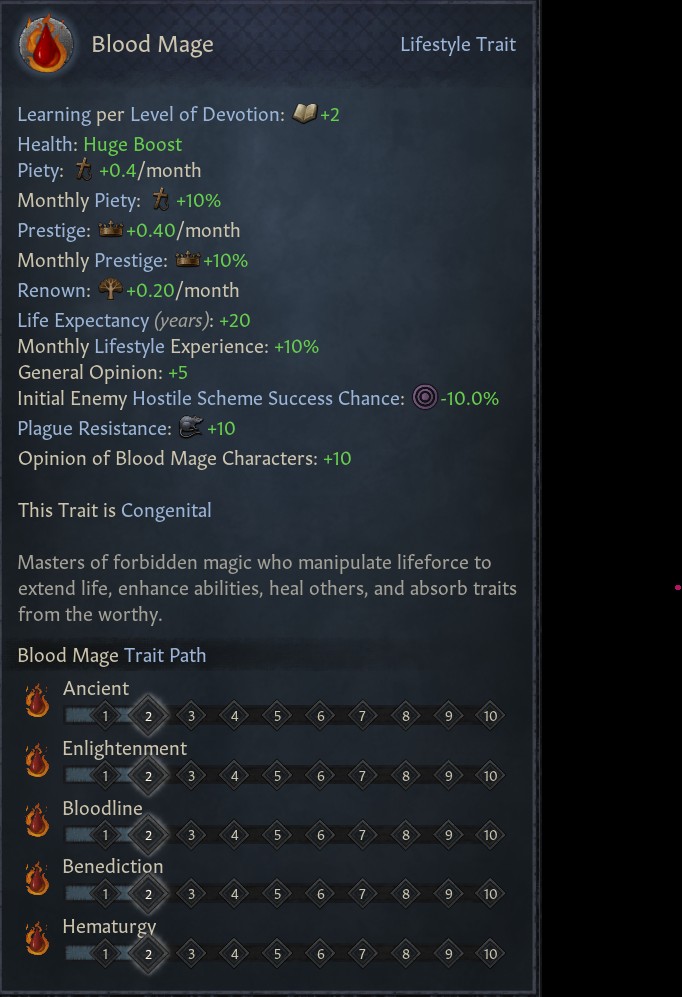 Blood Mage Lifestyle Trait
Learning per Level of Devotion: +2
Health: Huge Boost
Piety: +0.4/month
Monthly Piety: +10%
Prestige: +0.40/month
Monthly Prestige: +10%
Renown: +0.20/month
Life Expectancy (years): +20
Monthly Lifestyle Experience: +10%
General Opinion: +5
Initial Enemy Hostile Scheme Success Chance: -10.0%
Plague Resistance: +10
Opinion of Blood Mage Characters: +10
This Trait is Congenital
Masters of forbidden magic who manipulate lifeforce to
extend life, enhance abilities, heal others, and absorb traits
from the worthy.
Blood Mage Trait Path
Ancient
1 2 3 4 5 6 7 8 9 10
Enlightenment
1 2 3 4 5 6 7 8 9 10
Bloodline
1 2 3 4 5 6 7 8 9 10
Benediction
1 2 3 4 5 6 7 8 9 10
Hematurgy
1 2 3 4 5 6 7 8 9 10